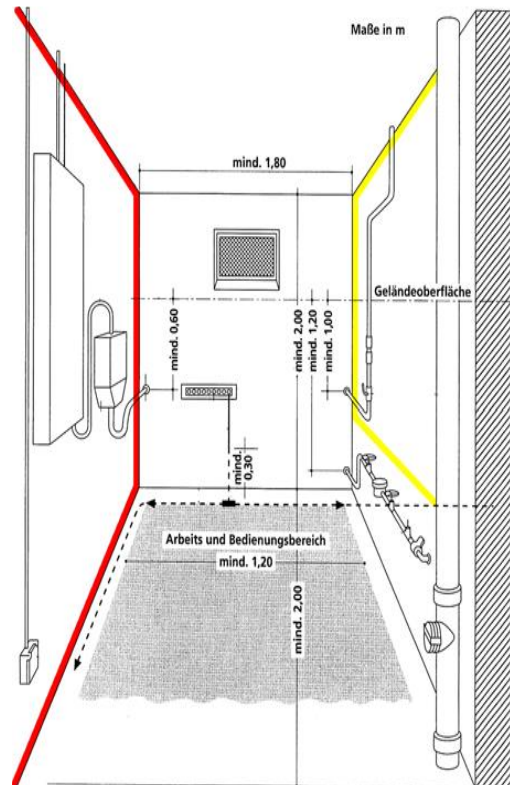 Maße in m
mind. 1,80
Geländeoberfläche
mind. 0,60
mind. 2,00
mind. 1,20
mind. 1,00
mind.
0,30
Arbeits und Bedienungsbereich
mind. 1,20
mind. 2,00